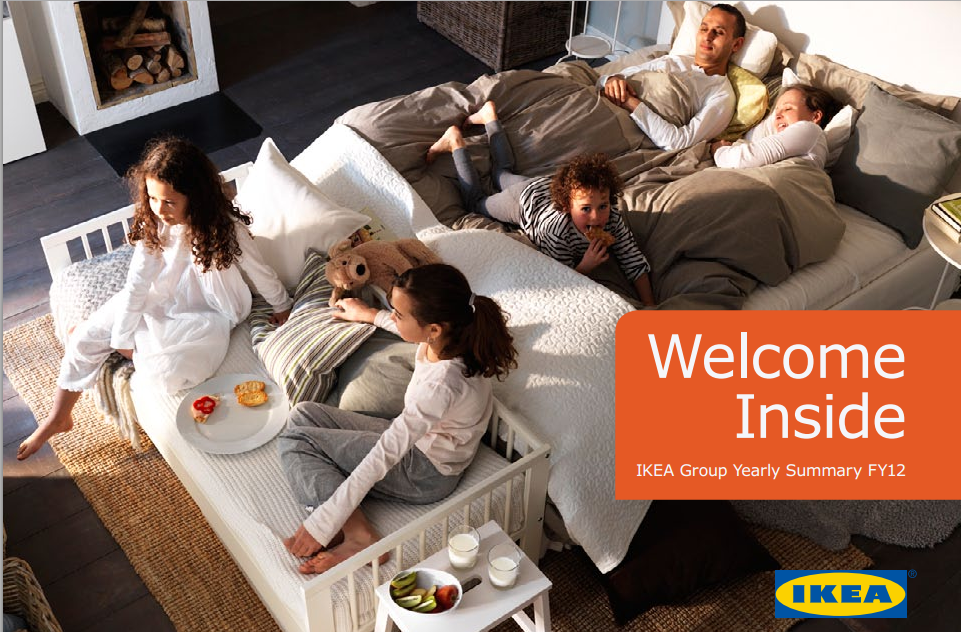 Welcome
Inside
IKEA Group Yearly Summary FY12
IKEA
®